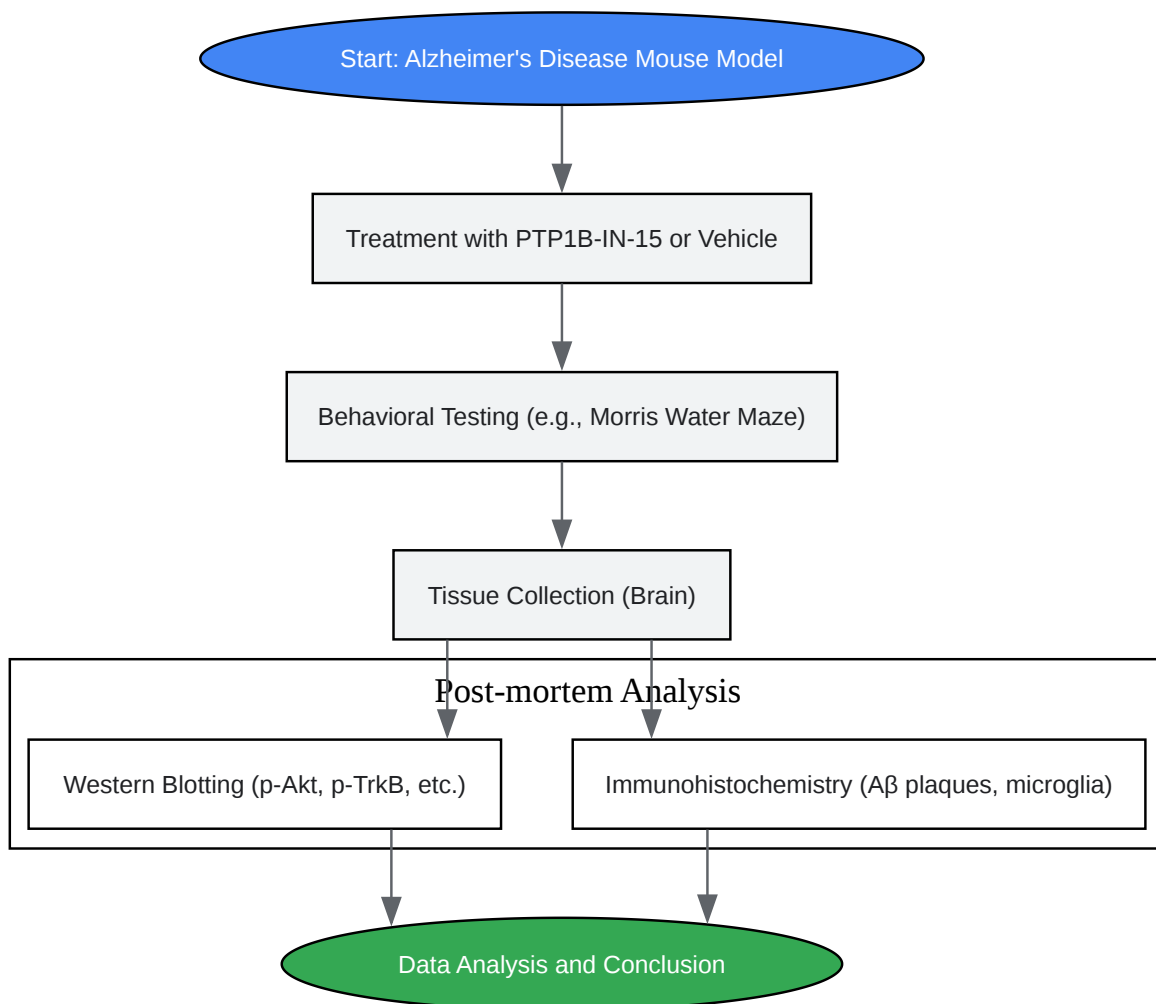 Start: Alzheimer's Disease Mouse Model
Treatment with PTP1B-IN-15 or Vehicle
Behavioral Testing (e.g., Morris Water Maze)
Tissue Collection (Brain)
Post-mortem Analysis
Western Blotting (p-Akt, p-TrkB, etc.)
Immunohistochemistry (Aβ plaques, microglia)
Data Analysis and Conclusion